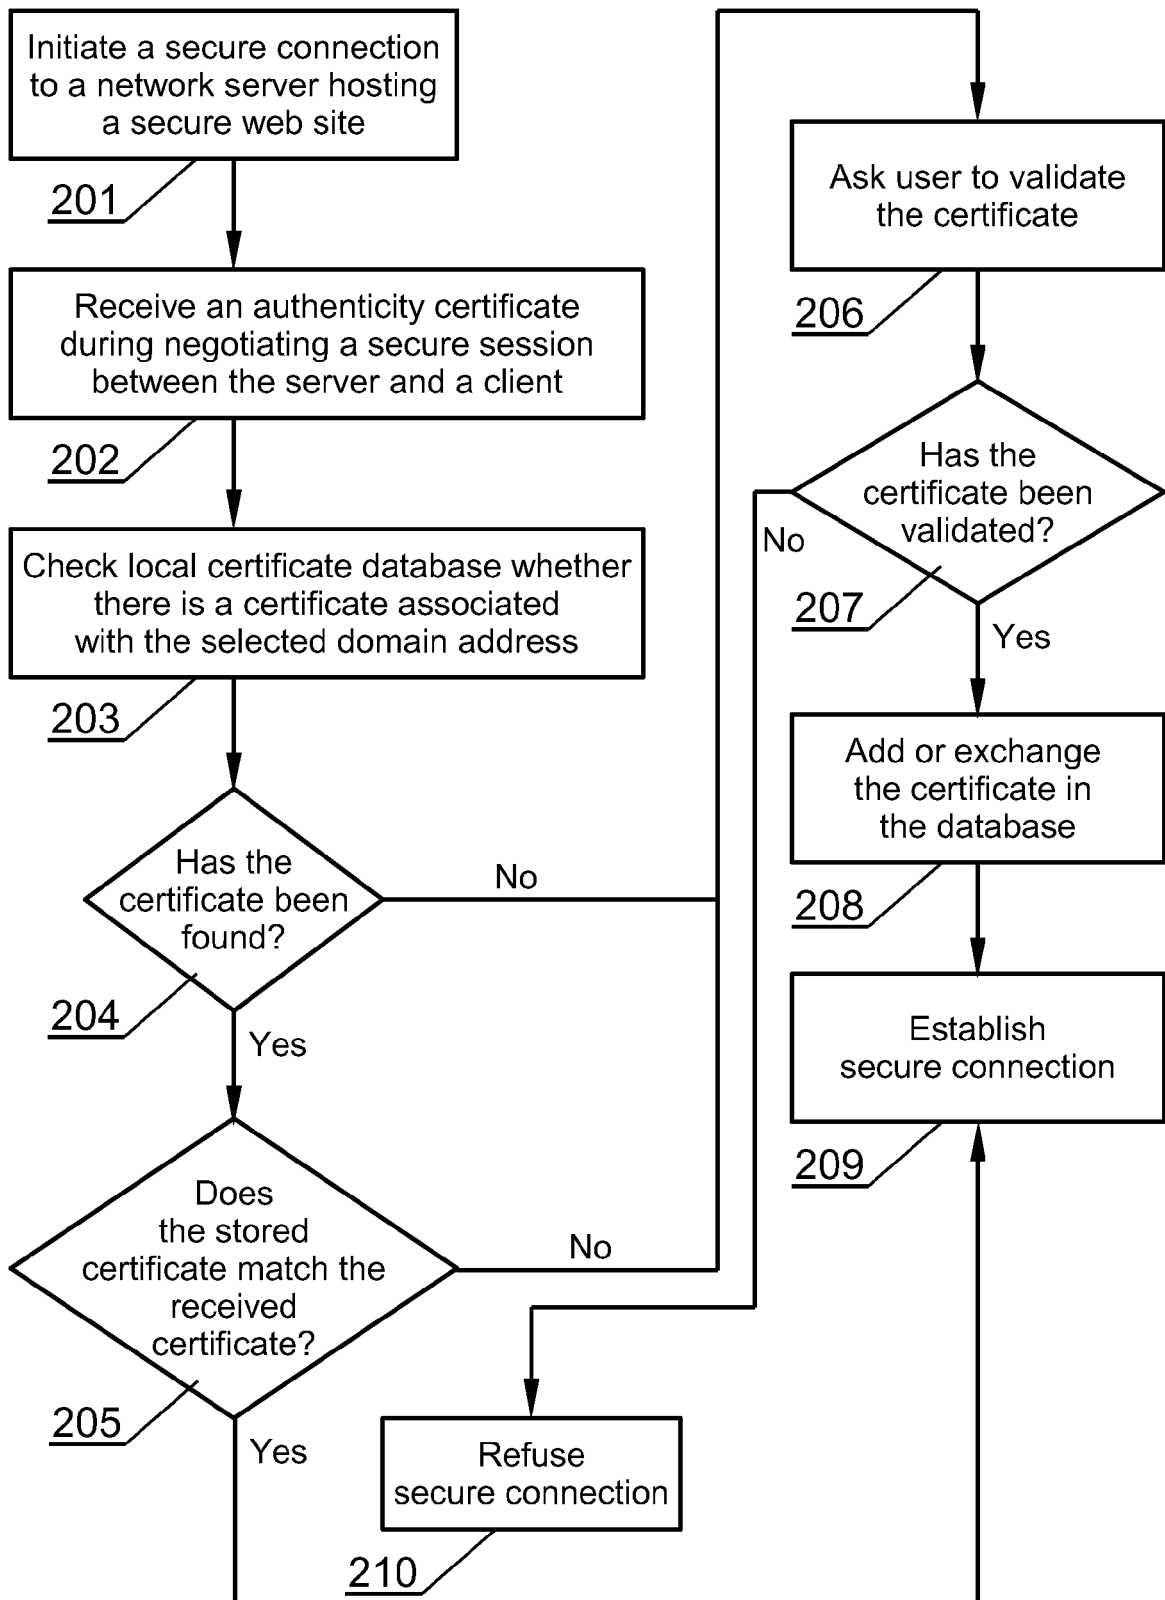 Initiate a secure connection
to a network server hosting
a secure web site
201
Receive an authenticity certificate
during negotiating a secure session
between the server and a client
202
Check local certificate database whether
there is a certificate associated
with the selected domain address
203
Has the
certificate been
found?
No
204
Yes
Does
the stored
certificate match the
received
certificate?
No
205
Yes
Ask user to validate
the certificate
206
Has the
certificate been
validated?
No
207
Yes
Add or exchange
the certificate in
the database
208
Establish
secure connection
209
Refuse
secure connection
210